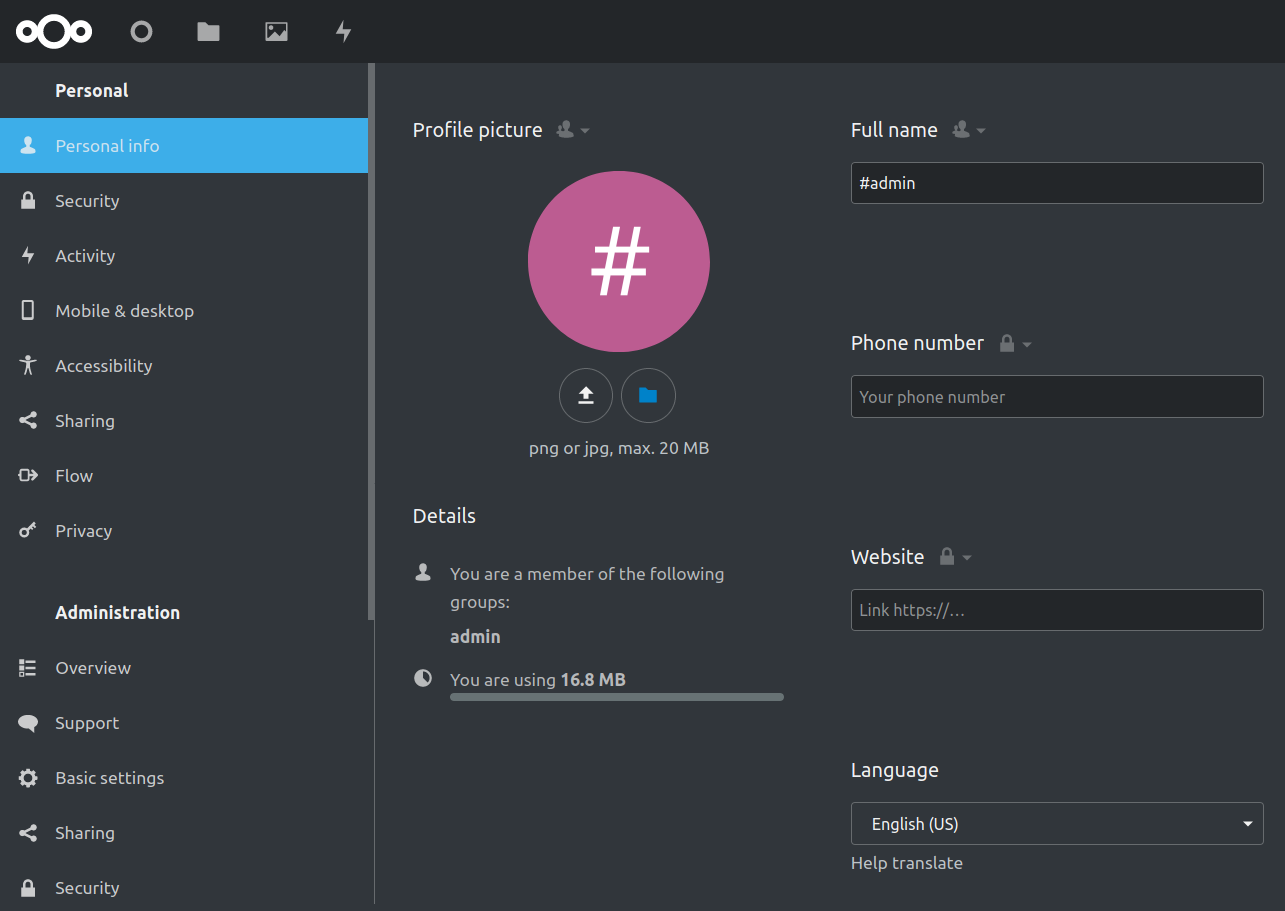 Personal
Personal info
Security
Activity
Mobile & desktop
Accessibility
Sharing
Flow
Privacy
Administration
Overview
Support
Basic settings
Sharing
Security
Profile picture
#
png or jpg, max. 20 MB
Details
You are a member of the following
groups:
admin
You are using 16.8 MB
Full name
#admin
Phone number
Your phone number
Website
Link https://…
Language
English (US)
Help translate